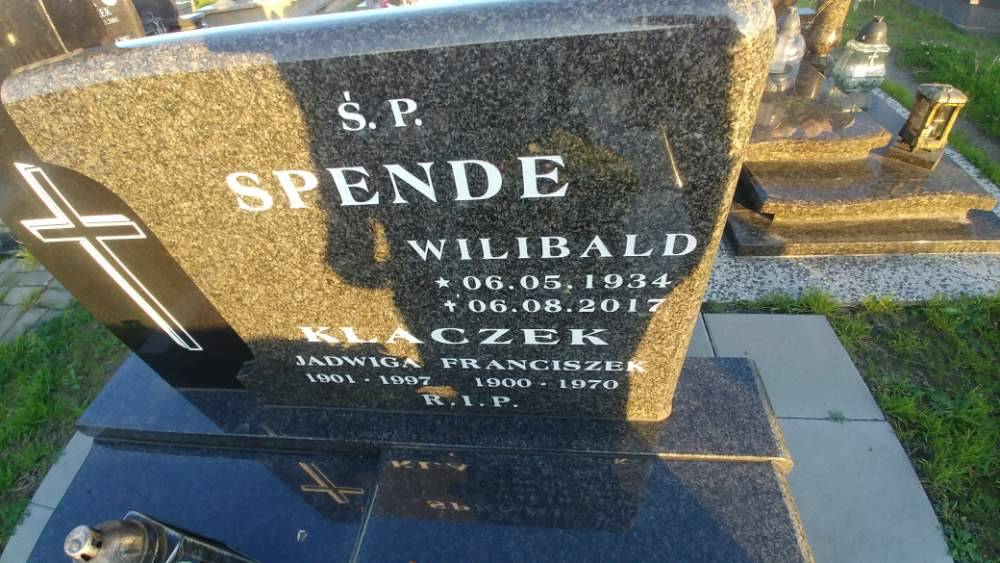 Ś. P.
SPENDE
WILIBALD
★06.05.1934
✝06.08.2017
KLACZEK
JADWIGA FRANCISZEK
1901 - 1997 1900 - 1970
R.I.P.